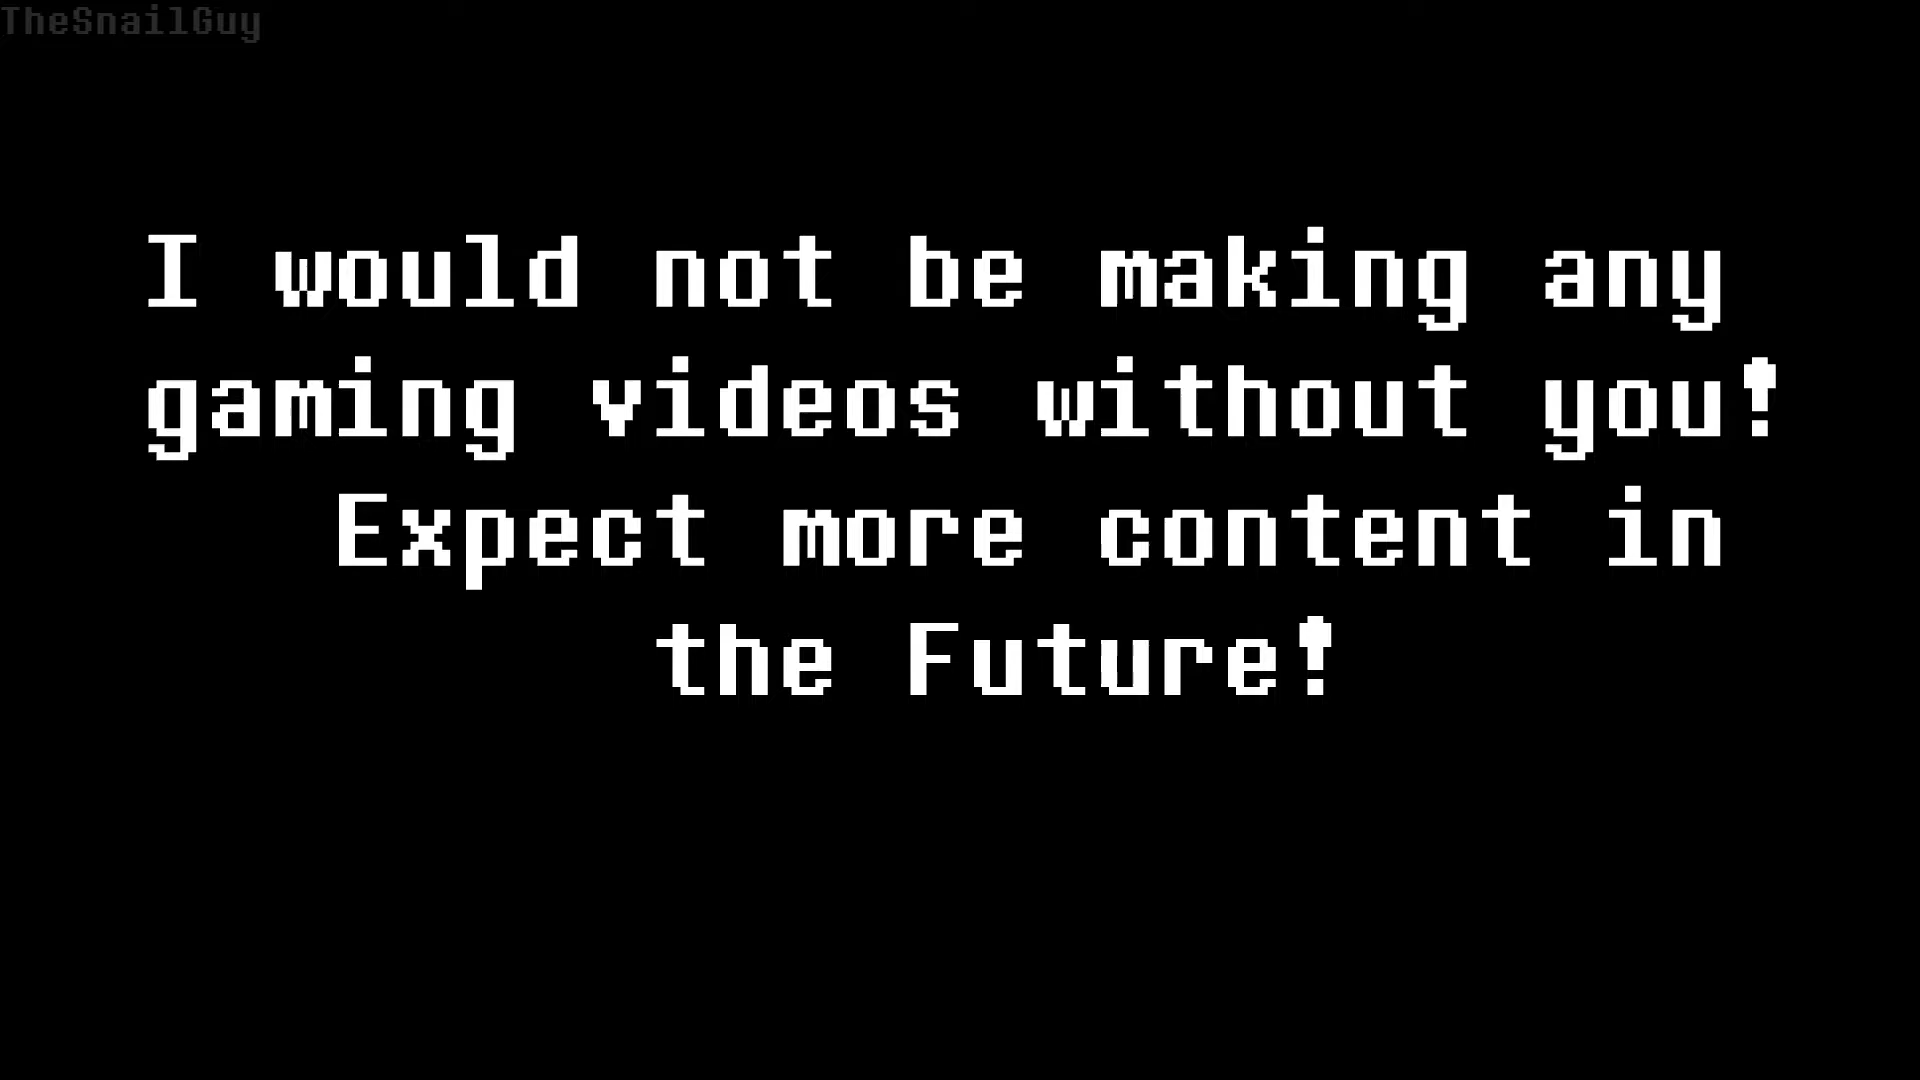 TheSnailGuy
I would not be making any
gaming videos without you!
Expect more content in
the Future!